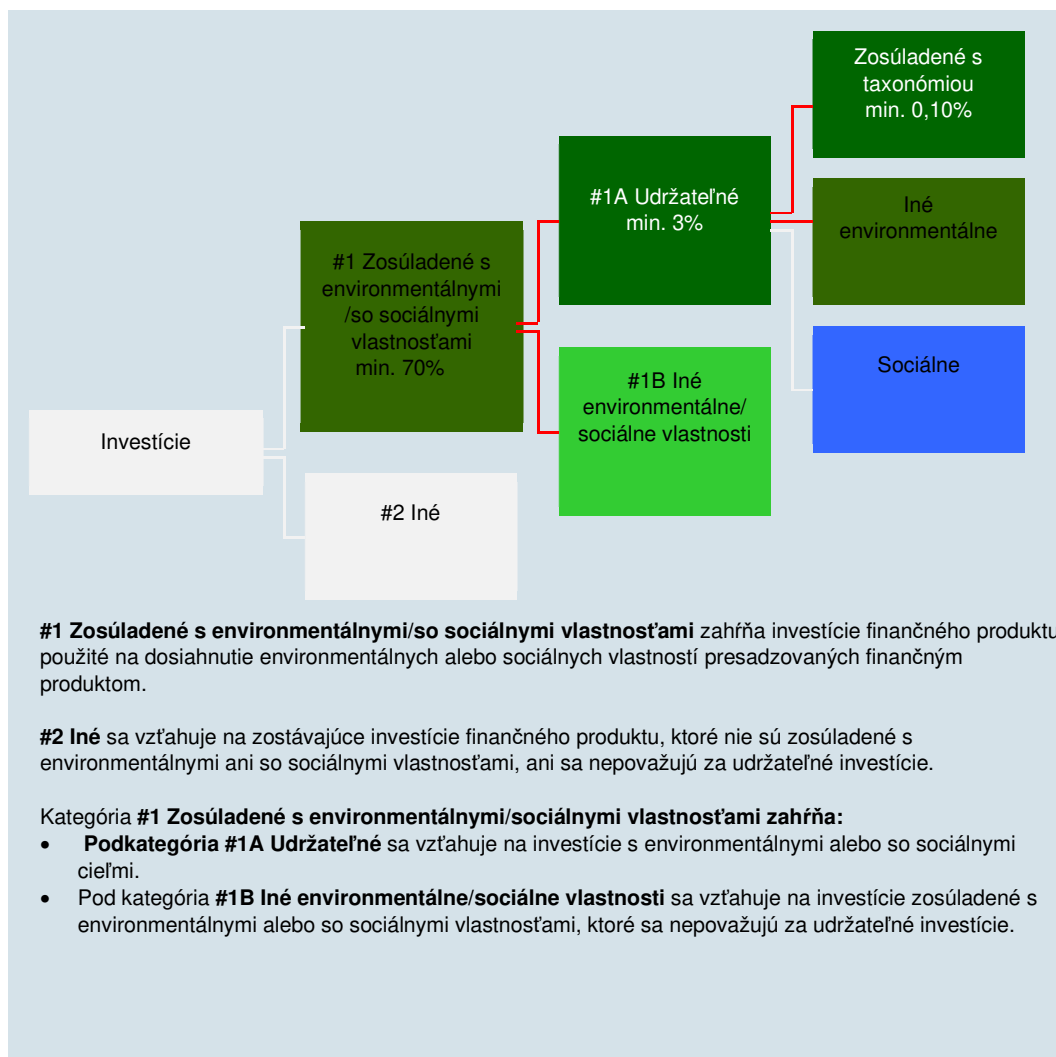 Zosúladené s
taxonómiou
min. 0,10%
#1A Udržateľné
min. 3%
Iné
environmentálne
#1 Zosúladené s
environmentálnymi
/so sociálnymi
vlastnosťami
min. 70%
Sociálne
#1B Iné
environmentálne/
sociálne vlastnosti
Investície
#2 Iné
#1 Zosúladené s environmentálnymi/so sociálnymi vlastnosťami zahŕňa investície finančného produktu
použité na dosiahnutie environmentálnych alebo sociálnych vlastností presadzovaných finančným
produktom.
#2 Iné sa vzťahuje na zostávajúce investície finančného produktu, ktoré nie sú zosúladené s
environmentálnymi ani so sociálnymi vlastnosťami, ani sa nepovažujú za udržateľné investície.
Kategória #1 Zosúladené s environmentálnymi/sociálnymi vlastnosťami zahŕňa:
• Podkategória #1A Udržateľné sa vzťahuje na investície s environmentálnymi alebo so sociálnymi
cieľmi.
• Pod kategória #1B Iné environmentálne/sociálne vlastnosti sa vzťahuje na investície zosúladené s
environmentálnymi alebo so sociálnymi vlastnosťami, ktoré sa nepovažujú za udržateľné investície.